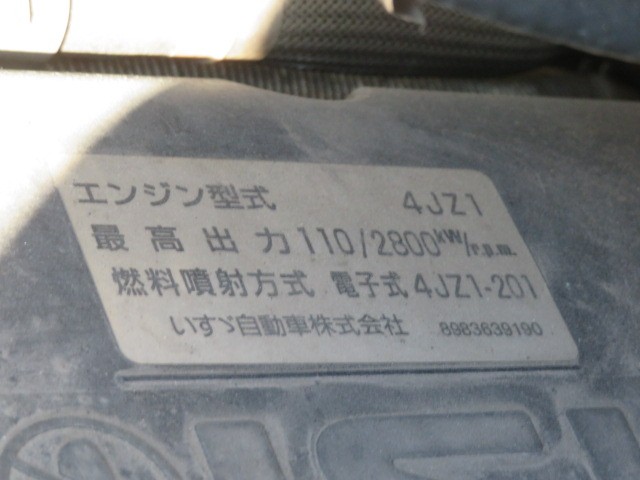 エンジン型式 4JZ1
最高出力 110/2800kW/r.p.m.
燃料噴射方式 電子式 4JZ1-201
いすゞ自動車株式会社 8983639190